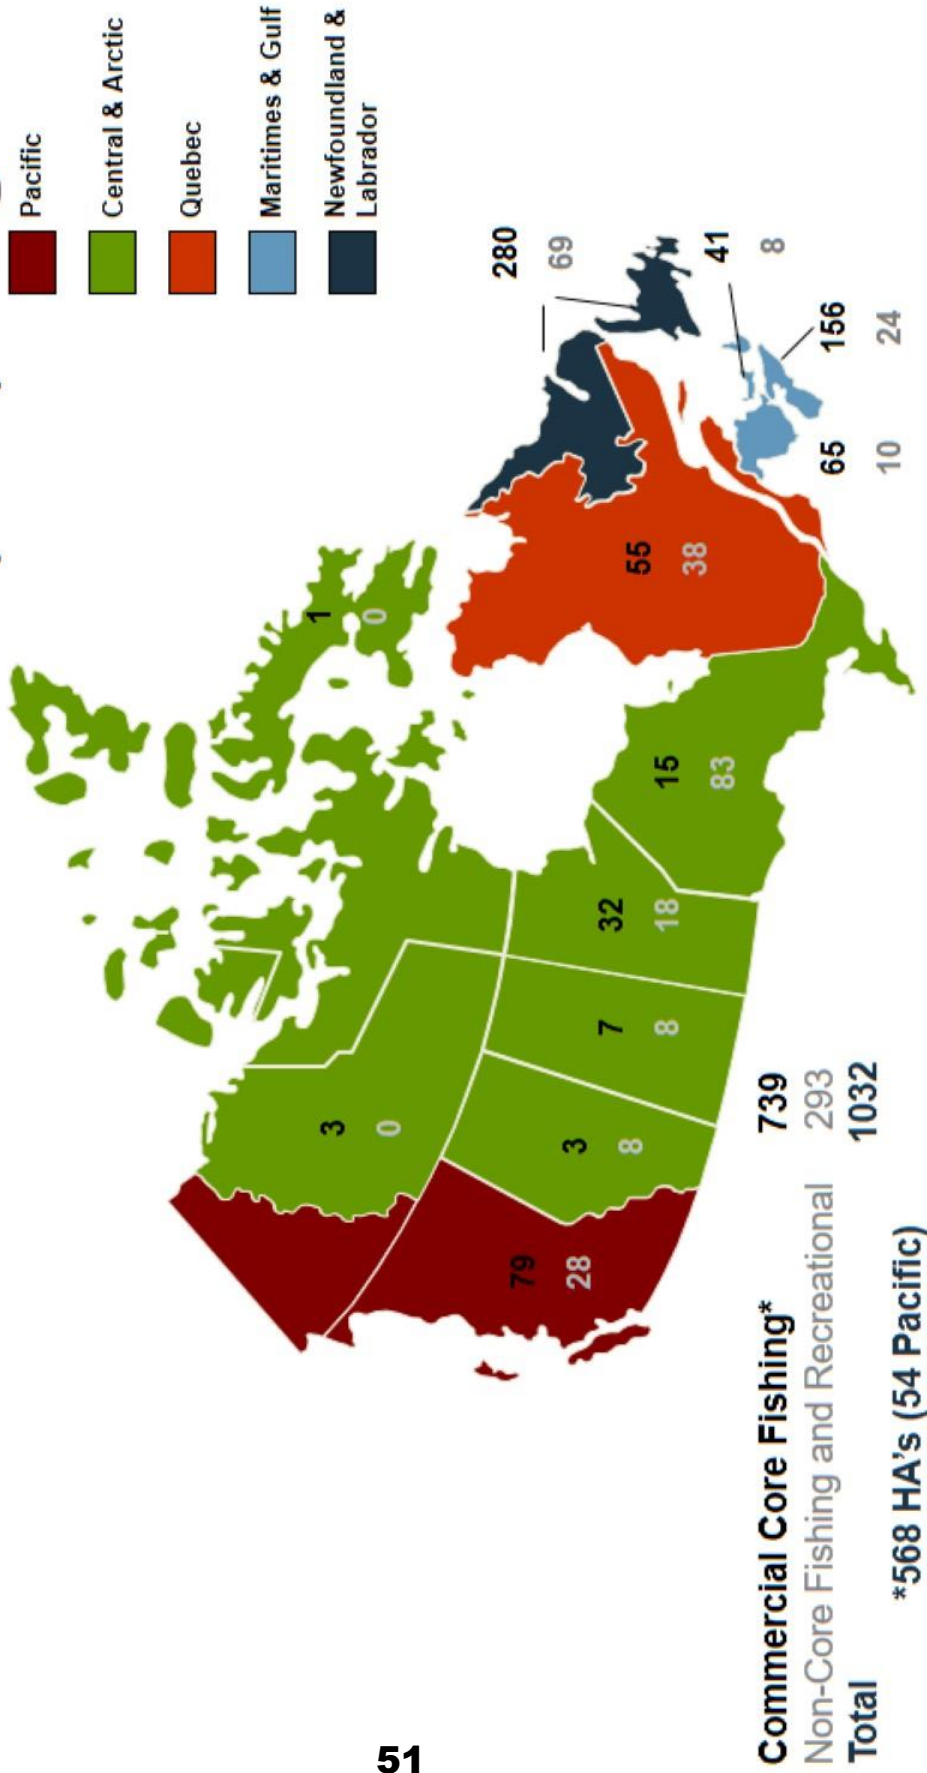 Pacific
Central & Arctic
Quebec
Maritimes & Gulf
Newfoundland &
Labrador
1
0
3
0
280
69
79
28
3
8
7
8
32
18
15
83
55
38
41
8
65
10
156
24
Commercial Core Fishing* 739
Non-Core Fishing and Recreational 293
Total 1032
*568 HA's (54 Pacific)
51